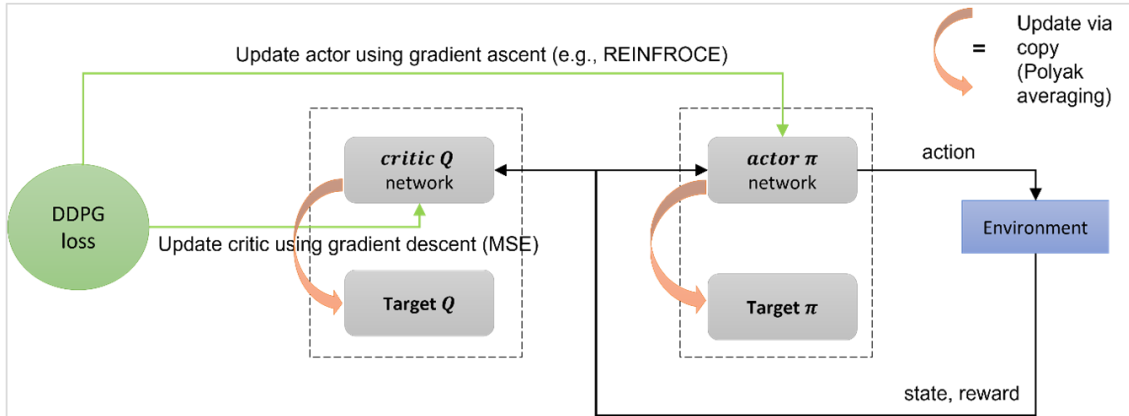 Update actor using gradient ascent (e.g., REINFROCE)
=
Update via
copy
(Polyak
averaging)
critic Q
network
actor π
network
action
DDPG
loss
Update critic using gradient descent (MSE)
Environment
Target Q
Target π
state, reward